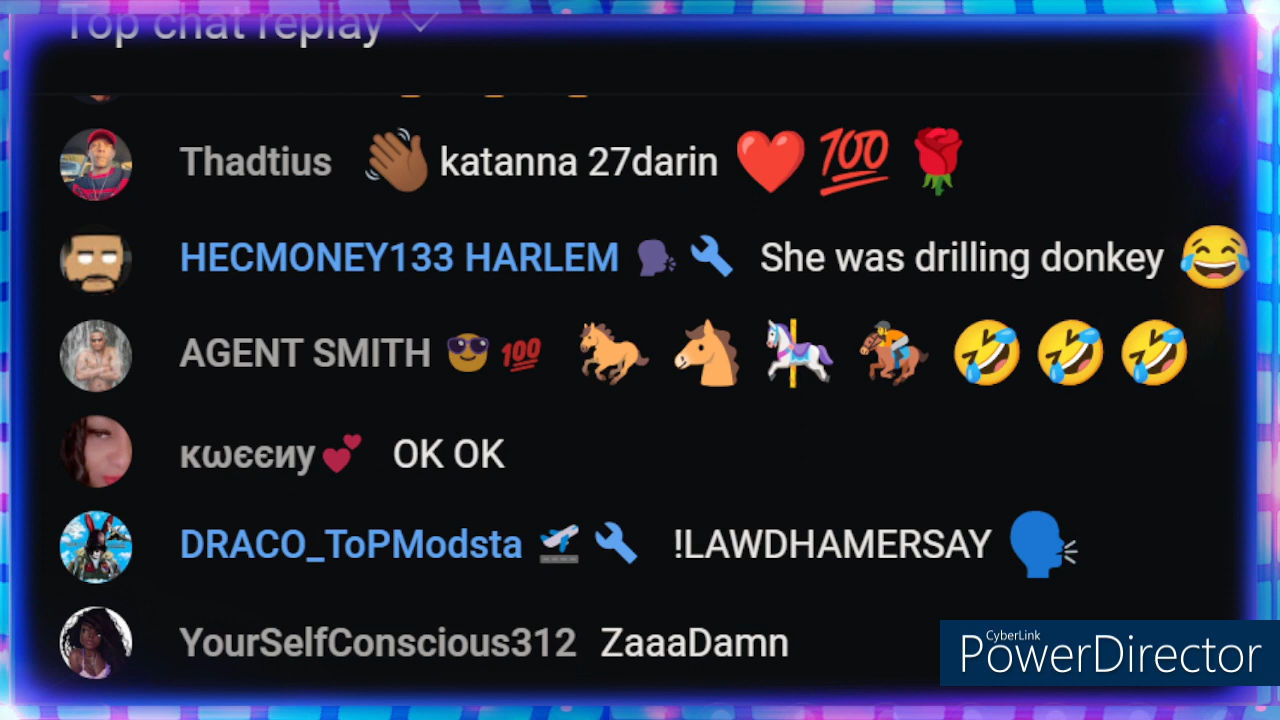 Top chat replay
Thadtius 👋🏾 katanna 27darin ❤️ 💯 🌹
HECMONEY133 HARLEM 🗣 🔧 She was drilling donkey 😂
AGENT SMITH 😎 💯 🐎 🐴 🎠 🏇🏾 🤣 🤣 🤣
кωєєиу 💕 OK OK
DRACO_ToPModsta 🛫 🔧 !LAWDHAMERSAY 🗣
YourSelfConscious312 ZaaaDamn
CyberLink
PowerDirector